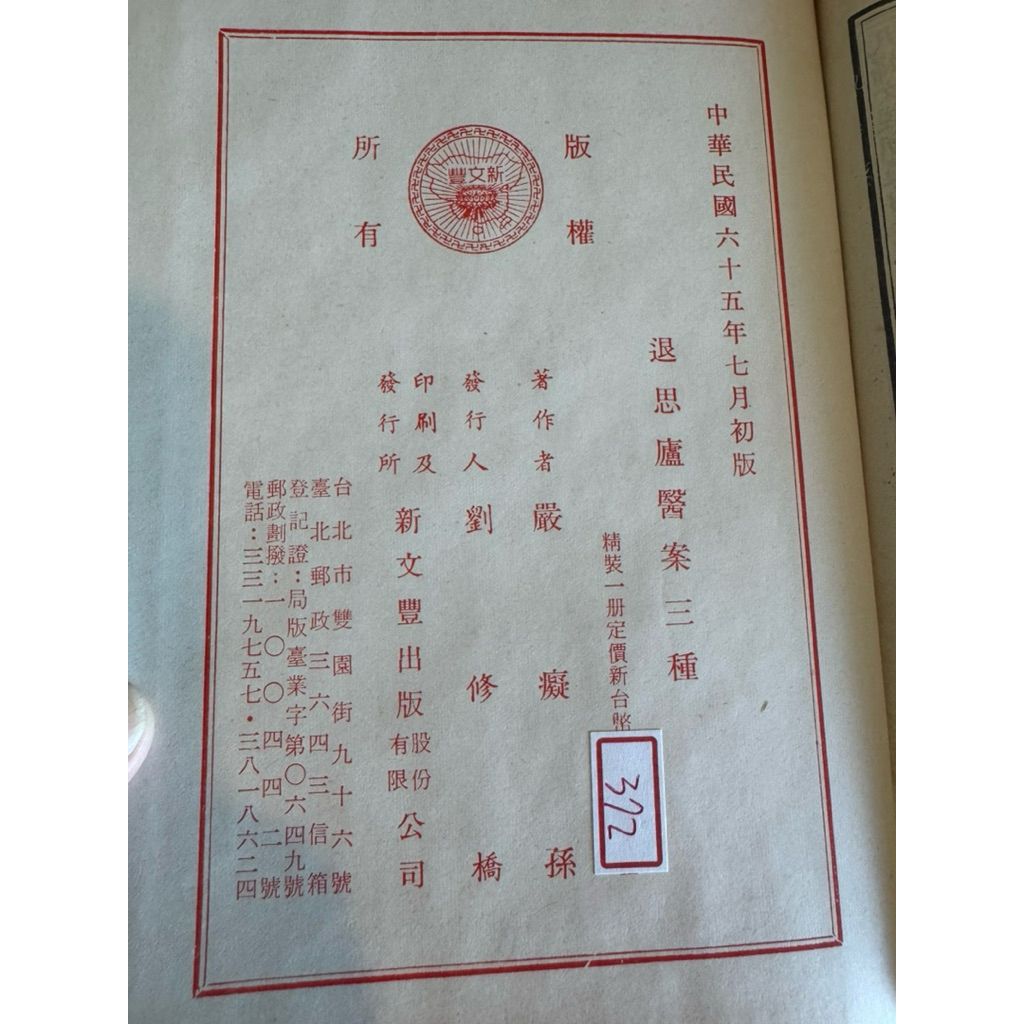 中華民國六十五年七月初版
退思廬醫案三種
精裝一册定價新台幣
372
版權
所有
新文豐
著作者 嚴癡孫
發行人 劉修橋
印刷及
發行所
新文豐出版股份有限公司
台北市雙園街九十六號
臺北郵政三六四三信箱
登記證：局版臺業字第〇六四九號
郵政劃撥：一〇〇四四二號
電話：三三一九七五七・三八一八六二四